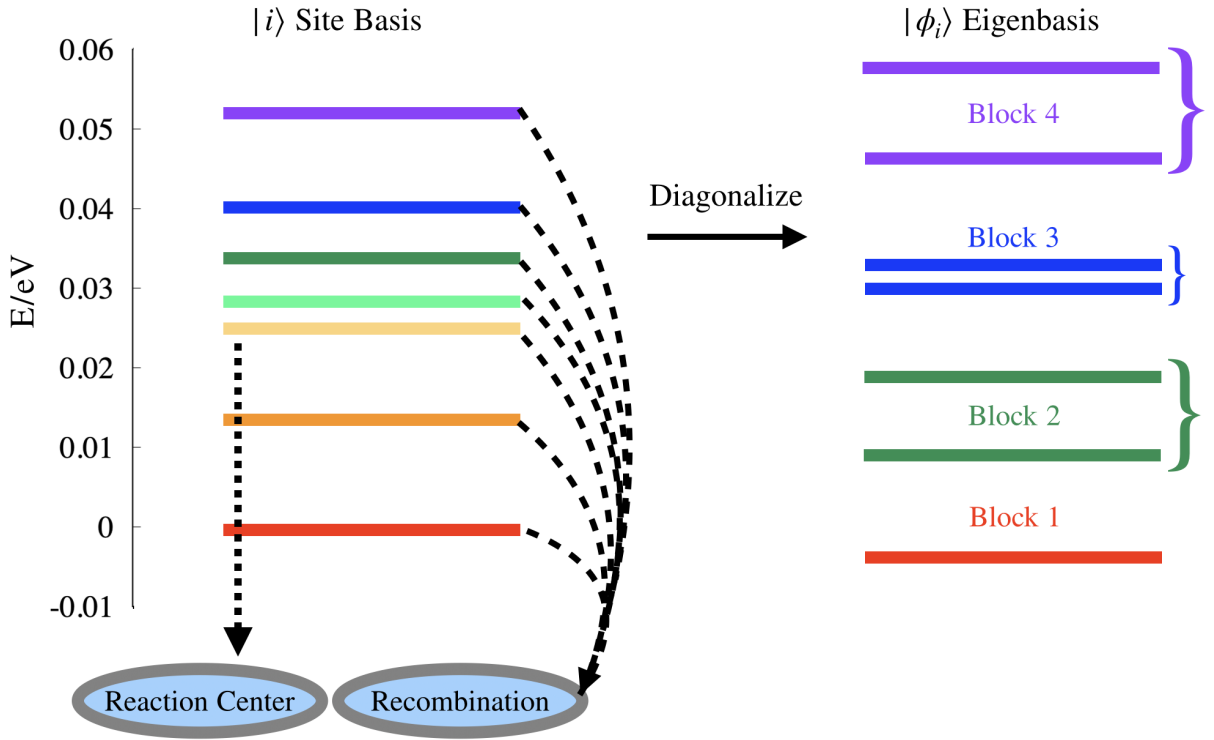 |i⟩ Site Basis
|ϕᵢ⟩ Eigenbasis
E/eV
0.06
0.05
0.04
0.03
0.02
0.01
0
-0.01
Diagonalize
Block 4
Block 3
Block 2
Block 1
Reaction Center
Recombination